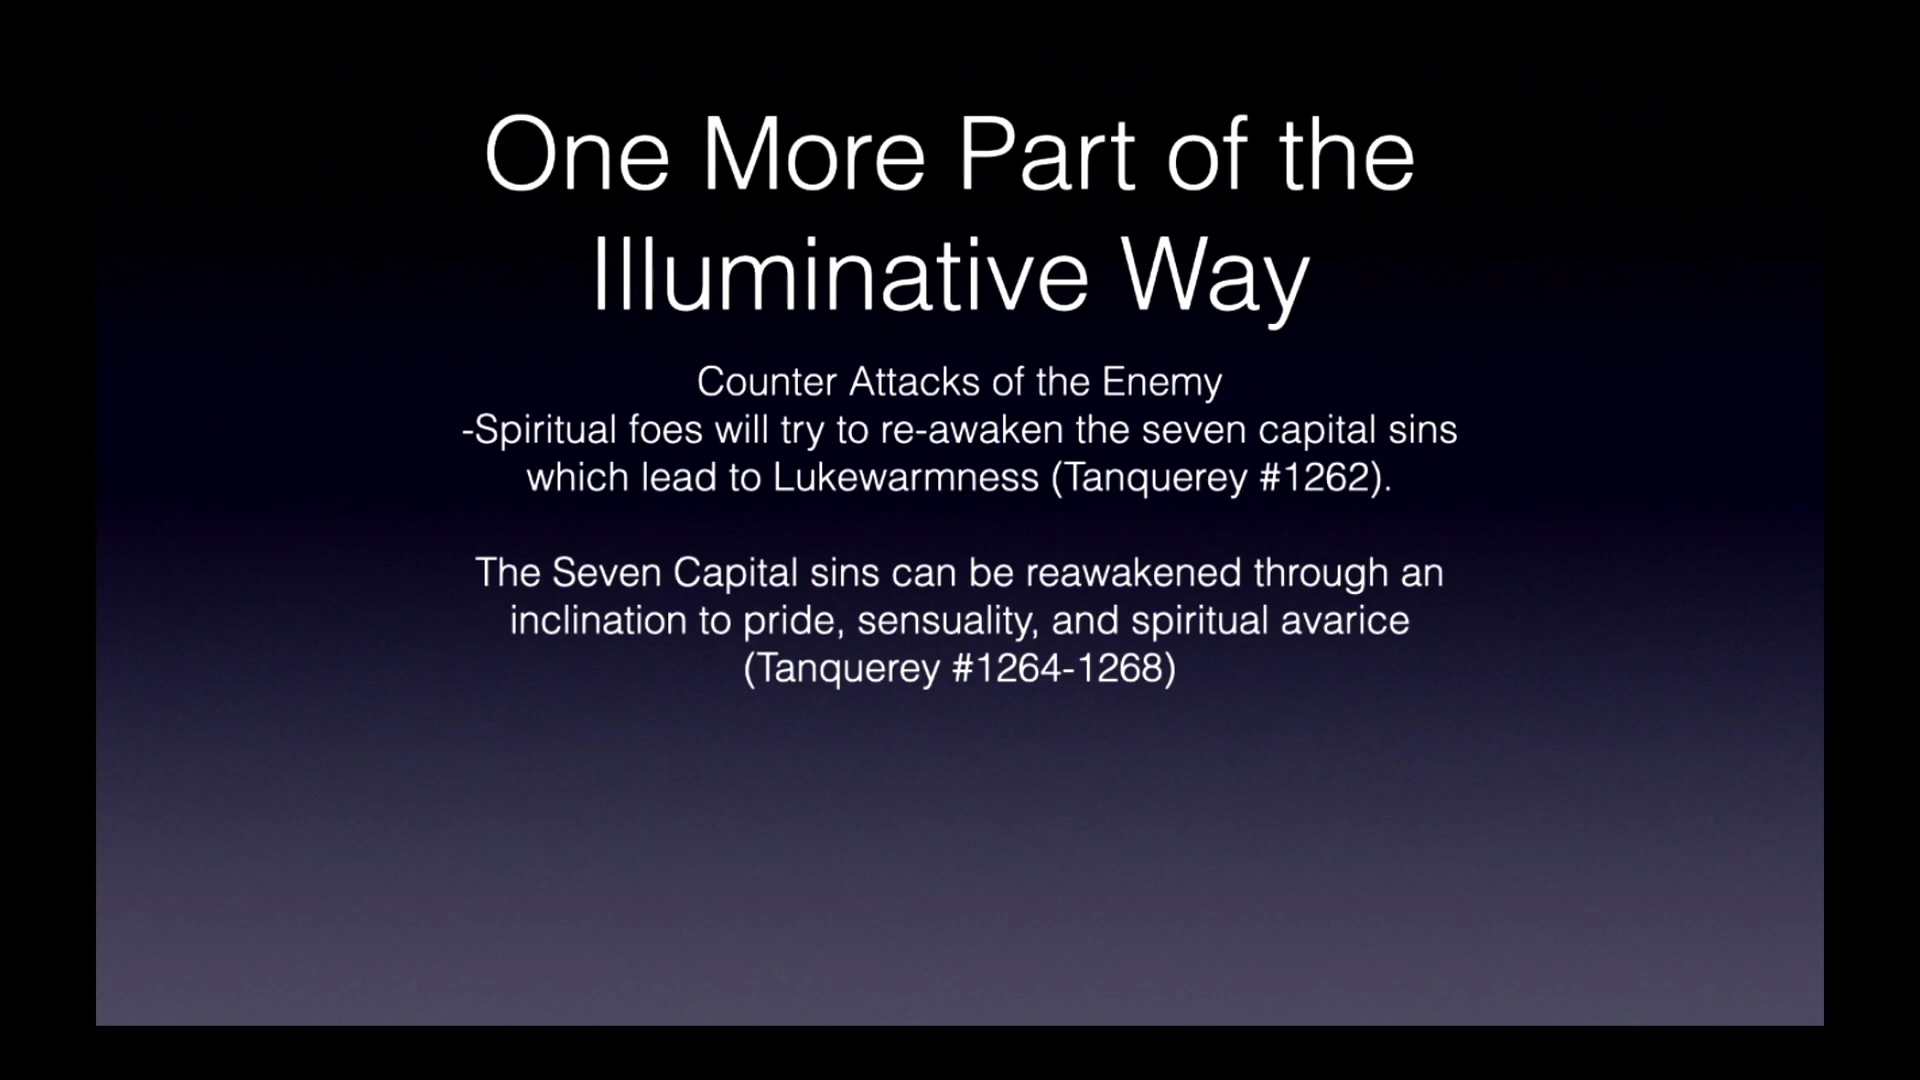 One More Part of the
Illuminative Way
Counter Attacks of the Enemy
-Spiritual foes will try to re-awaken the seven capital sins
which lead to Lukewarmness (Tanquerey #1262).
The Seven Capital sins can be reawakened through an
inclination to pride, sensuality, and spiritual avarice
(Tanquerey #1264-1268)